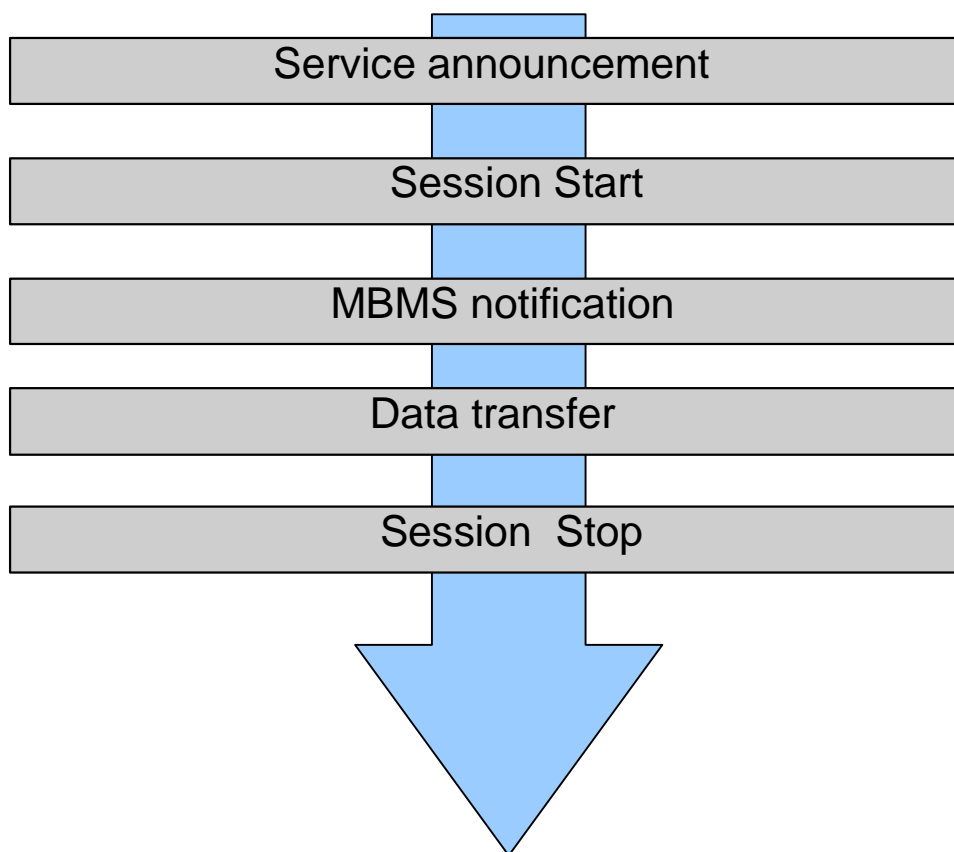 Service announcement
Session Start
MBMS notification
Data transfer
Session  Stop